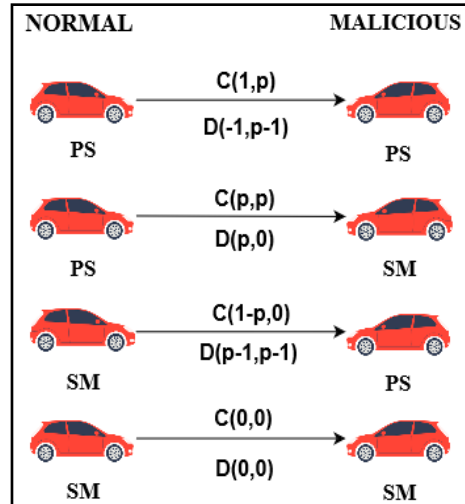 NORMAL MALICIOUS
C(1,p)
D(-1,p-1)
PS PS
C(p,p)
D(p,0)
PS SM
C(1-p,0)
D(p-1,p-1)
SM PS
C(0,0)
D(0,0)
SM SM